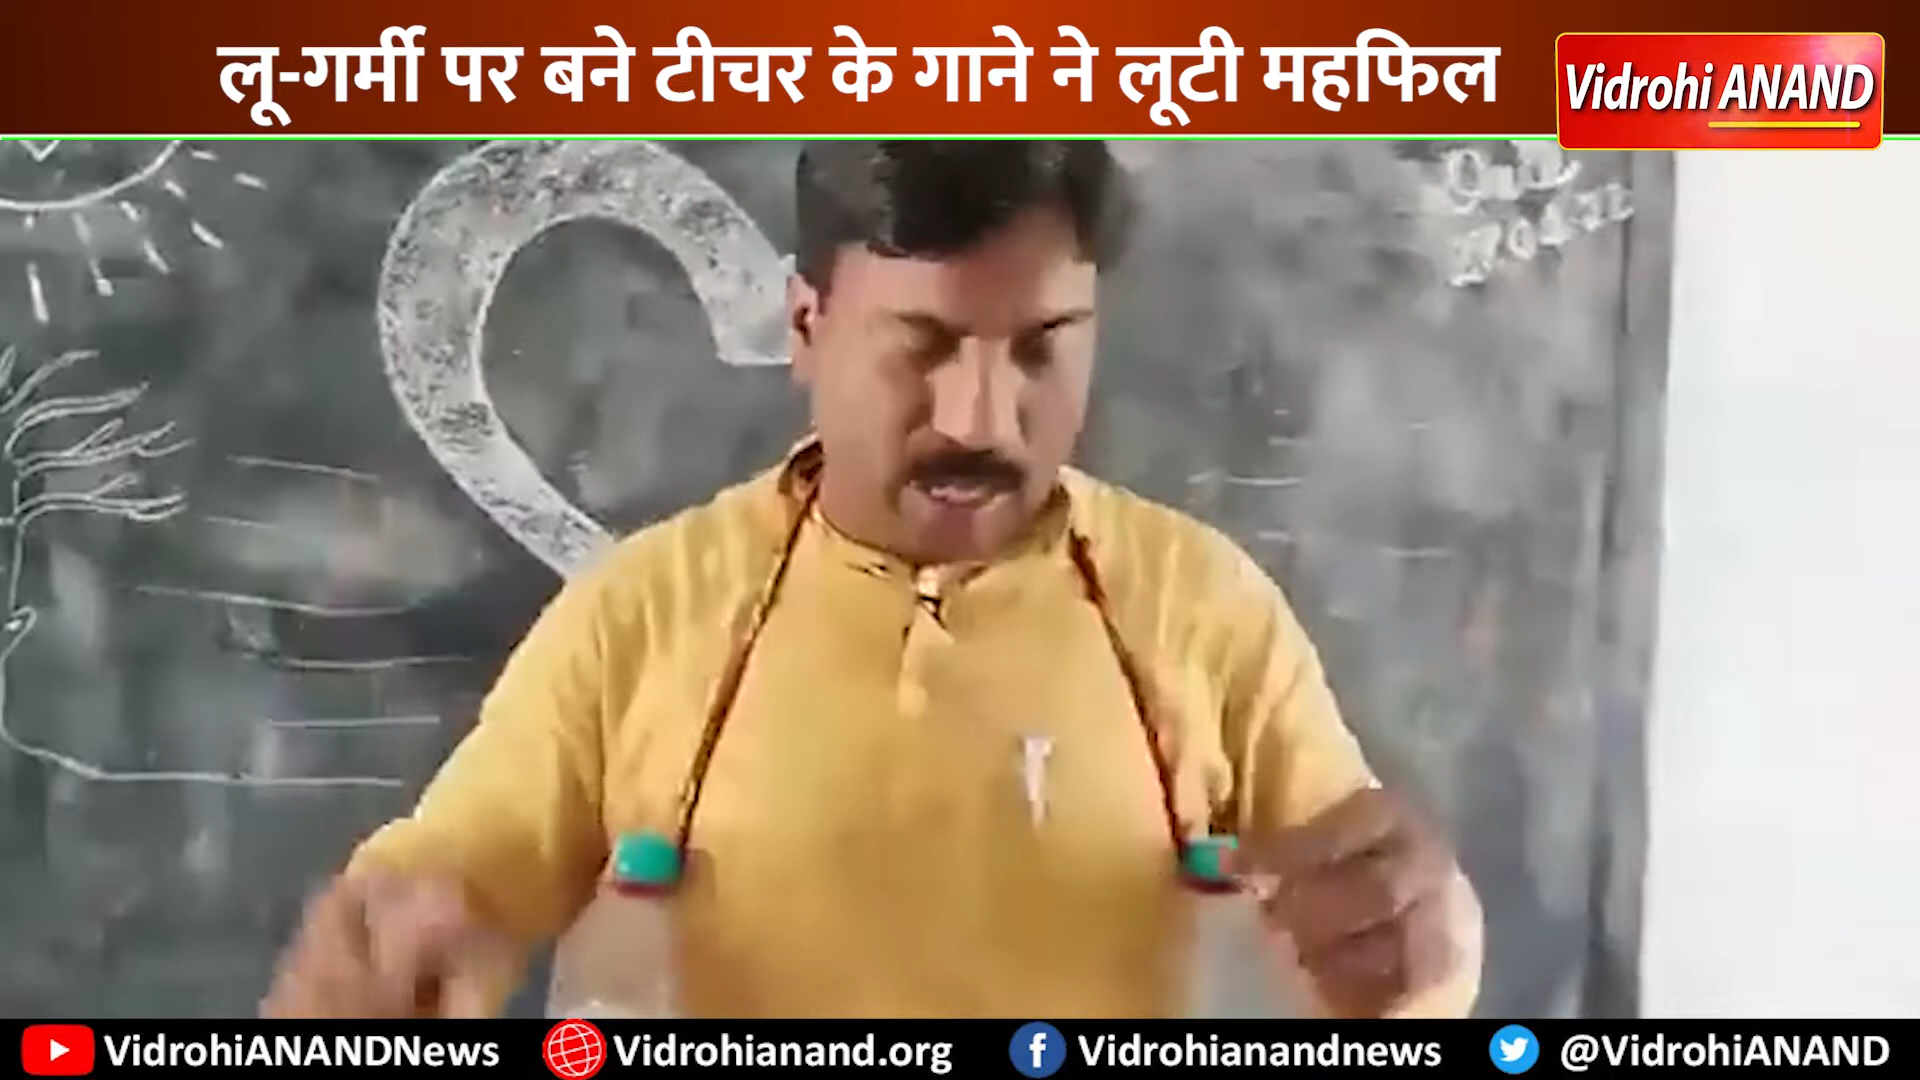 लू-गर्मी पर बने टीचर के गाने ने लूटी महफिल
Vidrohi ANAND
VidrohiANANDNews
Vidrohianand.org
Vidrohianandnews
@VidrohiANAND